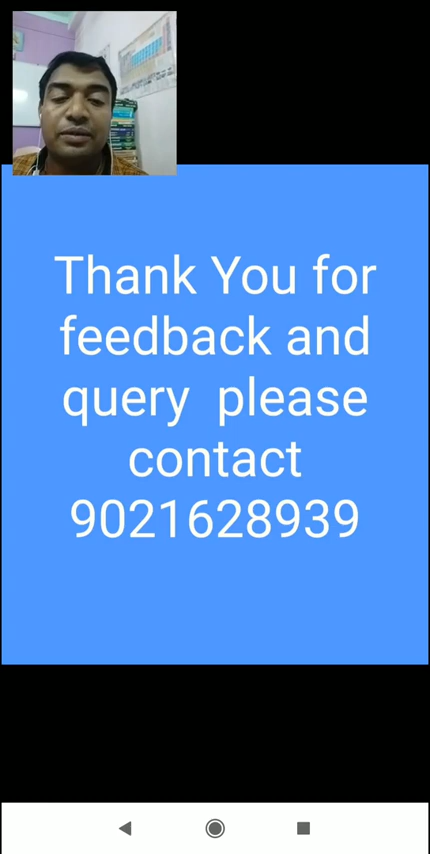 Thank You for
feedback and
query  please
contact
9021628939